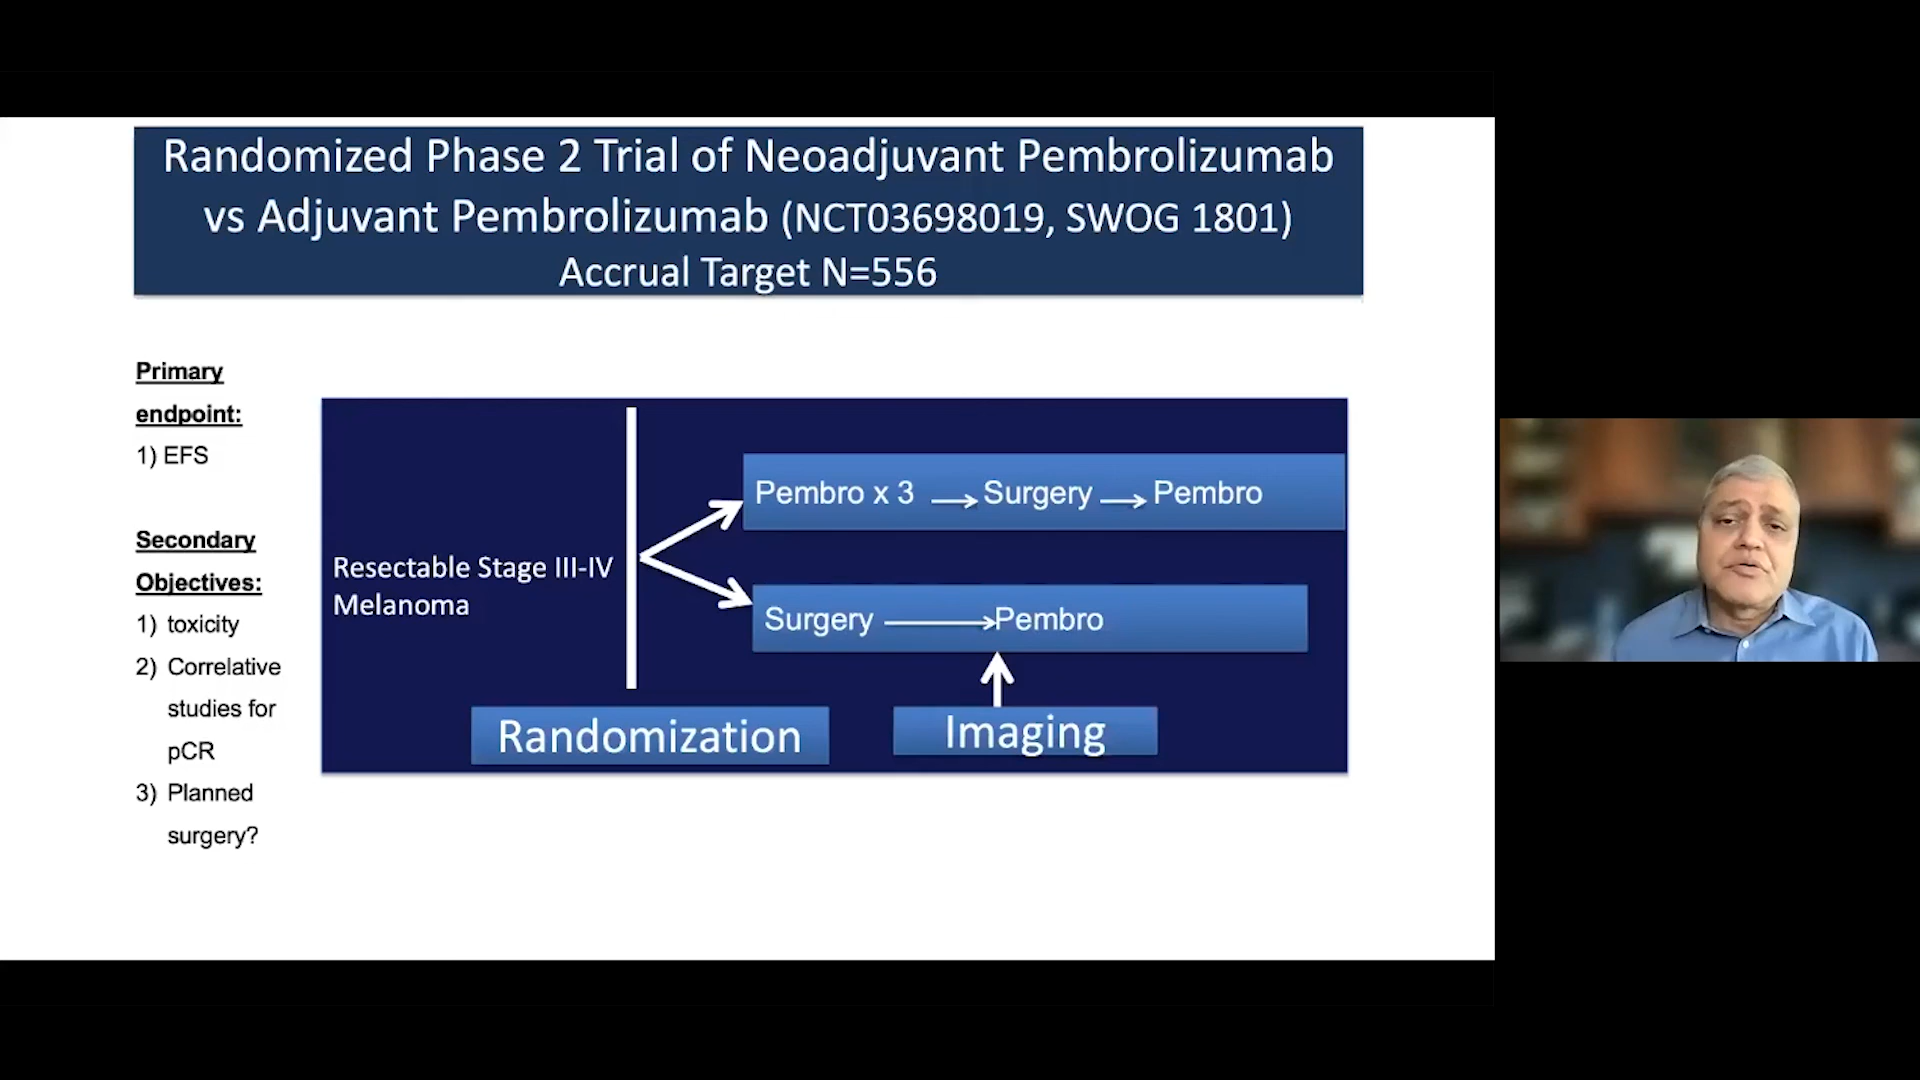 Randomized Phase 2 Trial of Neoadjuvant Pembrolizumab
vs Adjuvant Pembrolizumab (NCT03698019, SWOG 1801)
Accrual Target N=556
Primary
endpoint:
1) EFS
Secondary
Objectives:
1) toxicity
2) Correlative
studies for
pCR
3) Planned
surgery?
Resectable Stage III-IV
Melanoma
Pembro x 3 → Surgery → Pembro
Surgery → Pembro
Randomization
Imaging